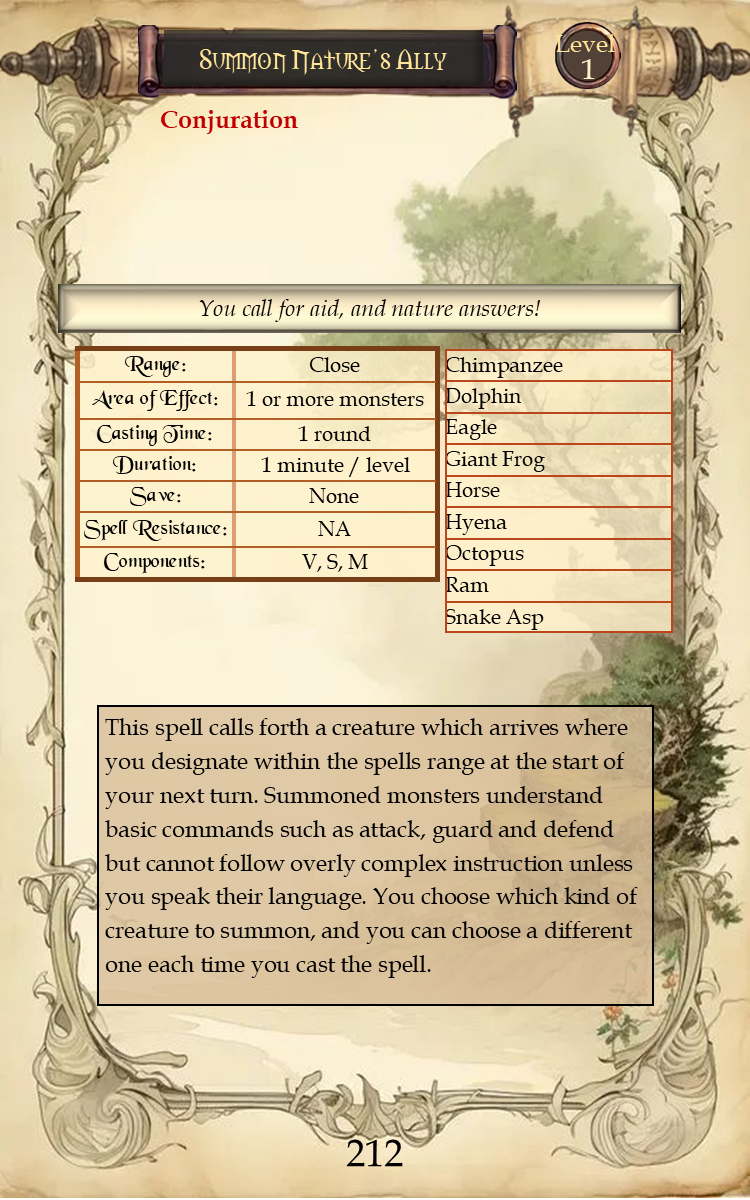 Summon Nature's Ally
Level
1
Conjuration
You call for aid, and nature answers!
Range: Close
Area of Effect: 1 or more monsters
Casting Time: 1 round
Duration: 1 minute / level
Save: None
Spell Resistance: NA
Components: V, S, M
Chimpanzee
Dolphin
Eagle
Giant Frog
Horse
Hyena
Octopus
Ram
Snake Asp
This spell calls forth a creature which arrives where
you designate within the spells range at the start of
your next turn. Summoned monsters understand
basic commands such as attack, guard and defend
but cannot follow overly complex instruction unless
you speak their language. You choose which kind of
creature to summon, and you can choose a different
one each time you cast the spell.
212